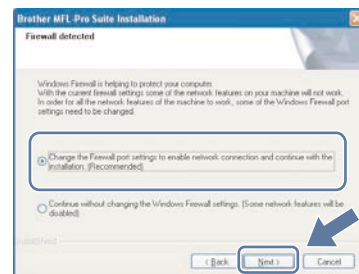 Brother MFL-Pro Suite Installation
Firewall detected
Windows Firewall is helping to protect your computer.
With the current firewall settings some of the network features on your machine will not work.
In order for all the network features of the machine to work, some of the Windows Firewall port
settings need to be changed.
Change the Firewall port settings to enable network connection and continue with the
installation. (Recommended)
Continue without changing the Windows Firewall settings. (Some network features will be
disabled)
InstallShield
< Back
Next >
Cancel